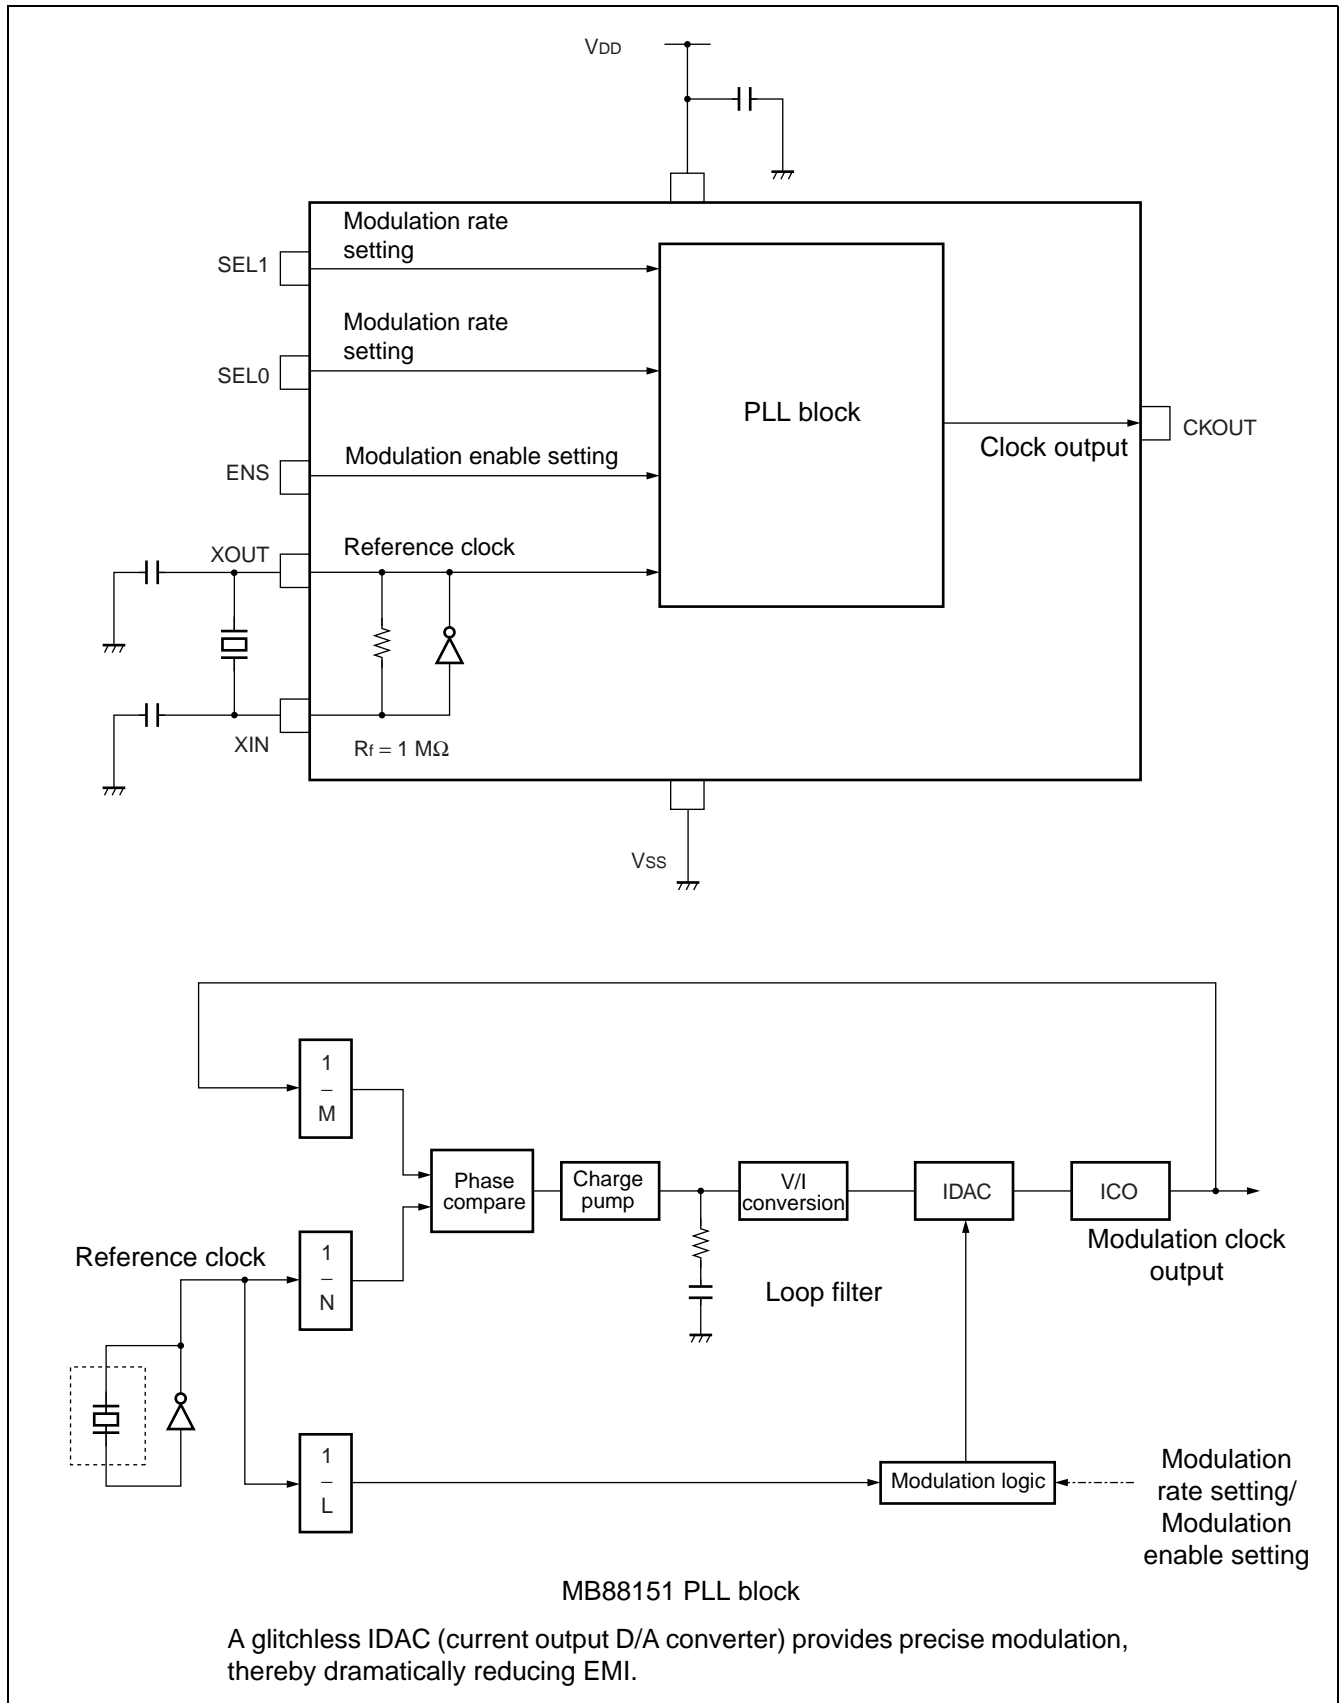 VDD
Modulation rate
setting
SEL1
Modulation rate
setting
SEL0
PLL block
CKOUT
Clock output
Modulation enable setting
ENS
XOUT
Reference clock
XIN
Rf = 1 MΩ
VSS
1
M
Phase
compare
Charge
pump
V/I
conversion
IDAC
ICO
Modulation clock
output
Reference clock
1
N
Loop filter
1
L
Modulation logic
Modulation
rate setting/
Modulation
enable setting
MB88151 PLL block
A glitchless IDAC (current output D/A converter) provides precise modulation,
thereby dramatically reducing EMI.